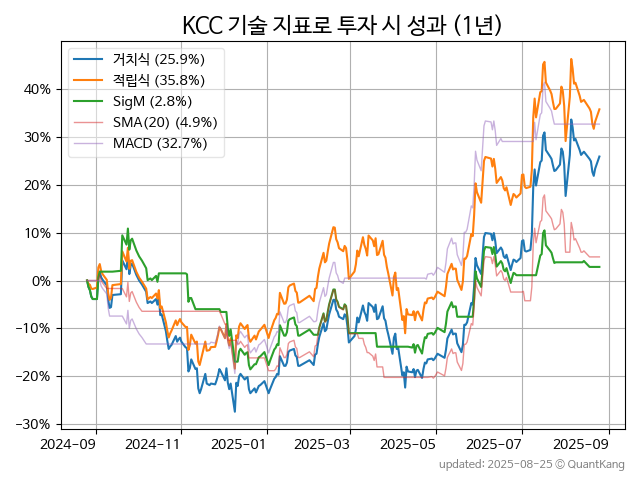 KCC 기술 지표로 투자 시 성과 (1년)
거치식 (25.9%)
적립식 (35.8%)
SigM (2.8%)
SMA(20) (4.9%)
MACD (32.7%)
40%
30%
20%
10%
0%
−10%
−20%
−30%
2024-09 2024-11 2025-01 2025-03 2025-05 2025-07 2025-09
updated: 2025-08-25 © QuantKang